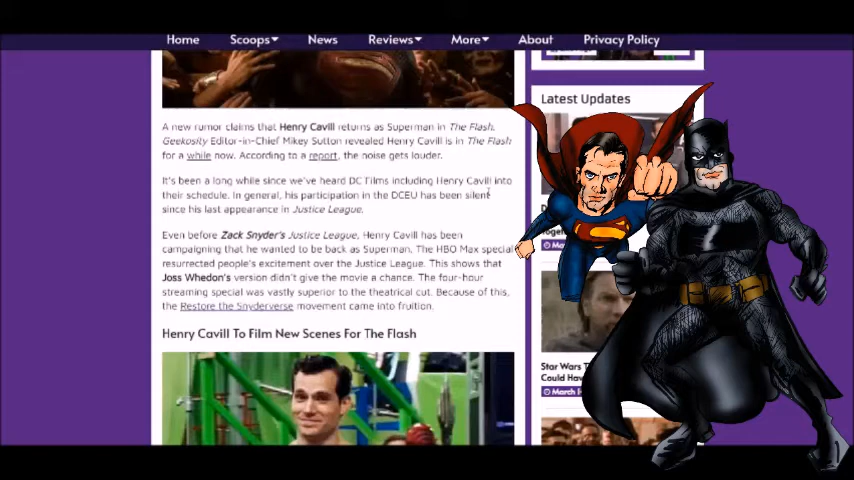 Home Scoops News Reviews More About Privacy Policy
Latest Updates
A new rumor claims that Henry Cavill returns as Superman in The Flash.
Geekosity Editor-in-Chief Mikey Sutton revealed Henry Cavill is in The Flash
for a while now. According to a report, the noise gets louder.
It's been a long while since we've heard DC Films including Henry Cavill into
their schedule. In general, his participation in the DCEU has been silent
since his last appearance in Justice League.
Even before Zack Snyder's Justice League, Henry Cavill has been
campaigning that he wanted to be back as Superman. The HBO Max special
resurrected people's excitement over the Justice League. This shows that
Joss Whedon's version didn't give the movie a chance. The four-hour
streaming special was vastly superior to the theatrical cut. Because of this,
the Restore the Snyderverse movement came into fruition.
Henry Cavill To Film New Scenes For The Flash
Star Wars
Could Hav
March